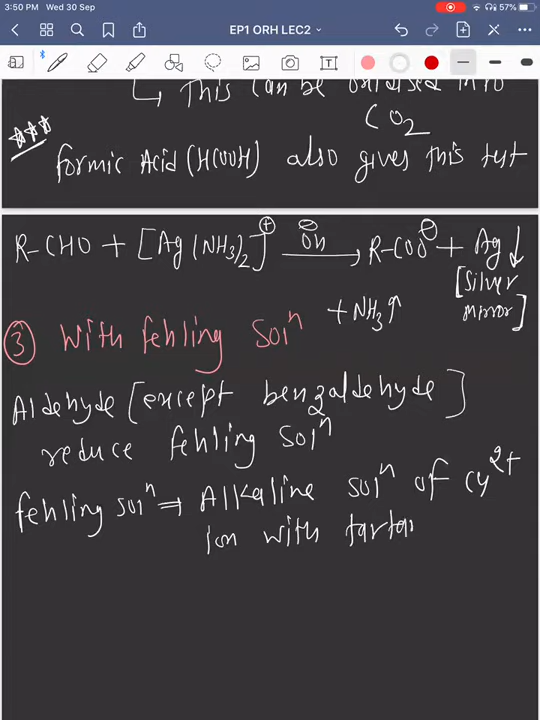 3:50 PM Wed 30 Sep
57%
EP1 ORH LEC2
↳ This can be oxidised into
CO2
*** Formic Acid (HCOOH) also gives this test
R-CHO + [Ag(NH3)2]⊕ ⊖OH → R-COO⊖ + Ag↓
[Silver
mirror]
+ NH3↑
③ With fehling Solⁿ
Aldehyde [except benzaldehyde]
reduce fehling Solⁿ
fehling solⁿ ⇒ Alkaline solⁿ of Cu2+
Ion with tartar